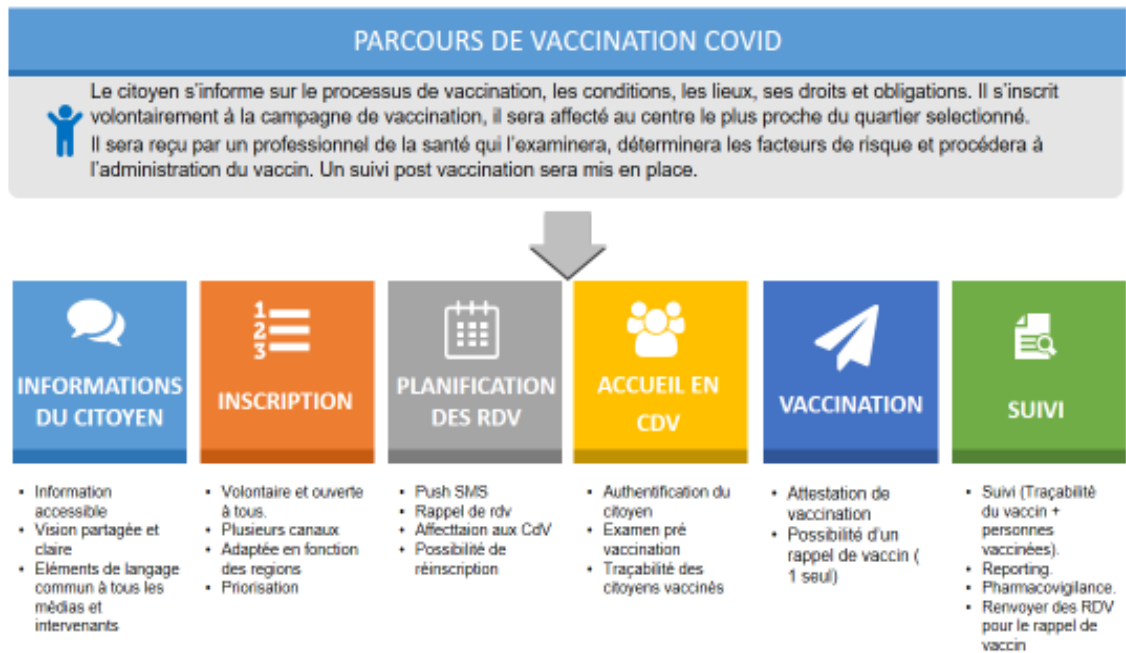 PARCOURS DE VACCINATION COVID
Le citoyen s'informe sur le processus de vaccination, les conditions, les lieux, ses droits et obligations. Il s'inscrit
volontairement á la campagne de vaccination, il sera affecté au centre le plus proche du quartier selectionné.
Il sera reçu par un professionnel de la santé qui l'examinera, déterminera les facteurs de risque et procédera à
l'administration du vaccin. Un suivi post vaccination sera mis en place.
1
2
3
INFORMATIONS
DU CITOYEN
INSCRIPTION
PLANIFICATION
DES RDV
ACCUEIL EN
CDV
VACCINATION
SUIVI
• Information
accessible
• Vision partagée et
claire
• Eléments de langage
commun à tous les
médias et
intervenants
• Volontaire et ouverte
à tous.
• Plusieurs canaux
• Adaptée en fonction
des regions
• Priorisation
• Push SMS
• Rappel de rdv
• Affecttaion aux CdV
• Possibilité de
réinscription
• Authentification du
citoyen
• Examen pré
vaccination
• Traçabilité des
citoyens vaccinés
• Attestation de
vaccination
• Possibilité d'un
rappel de vaccin (
1 seul)
• Suivi (Traçabilité
du vaccin +
personnes
vaccinées).
• Reporting.
• Pharmacovigilance.
• Renvoyer des RDV
pour le rappel de
vaccin